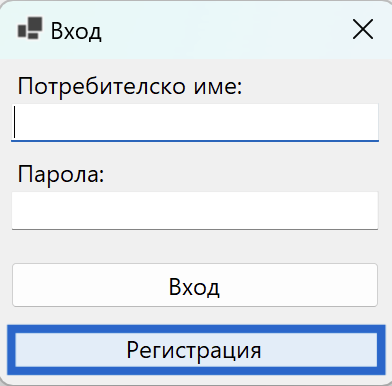 Вход
Потребителско име:
Парола:
Вход
Регистрация